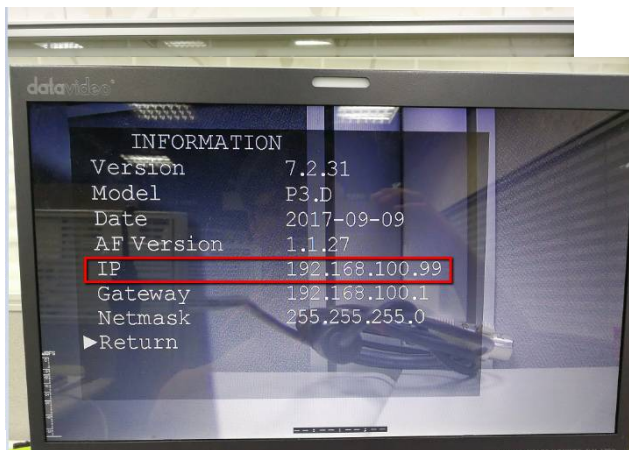 datavideo
INFORMATION
Version 7.2.31
Model P3.D
Date 2017-09-09
AF Version 1.1.27
IP 192.168.100.99
Gateway 192.168.100.1
Netmask 255.255.255.0
▶Return